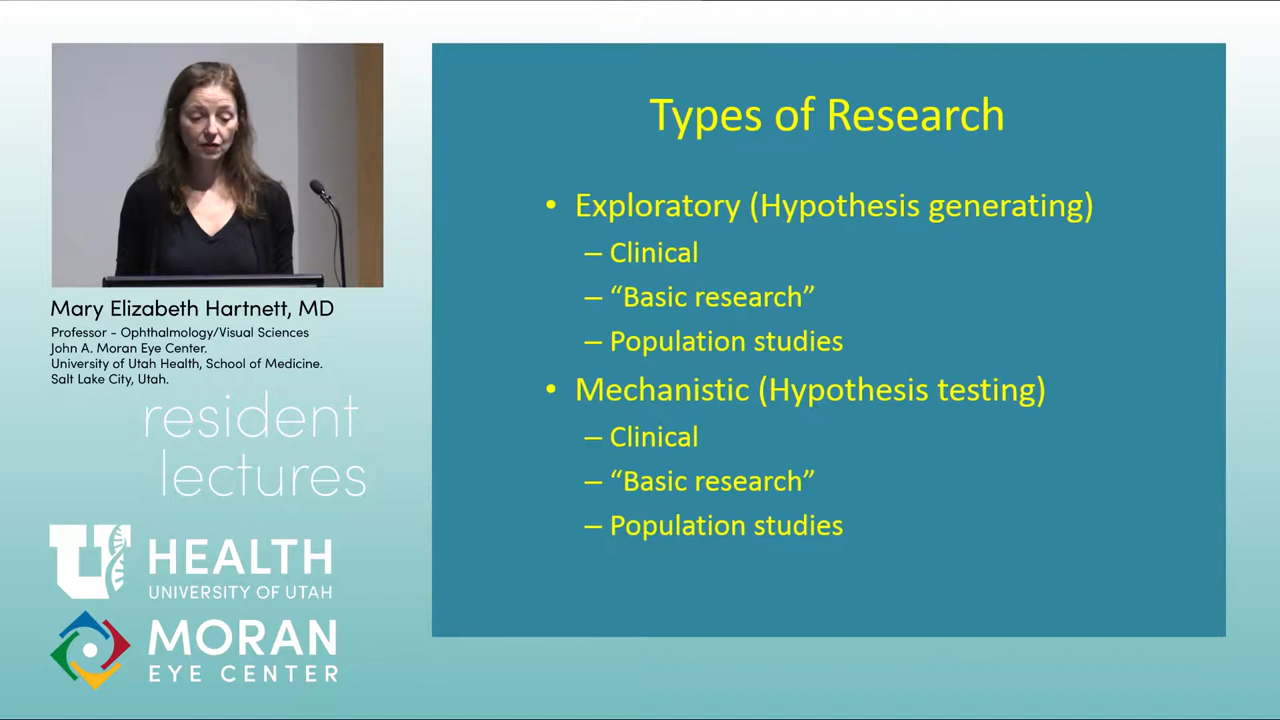 Types of Research
• Exploratory (Hypothesis generating)
– Clinical
– “Basic research”
– Population studies
• Mechanistic (Hypothesis testing)
– Clinical
– “Basic research”
– Population studies
Mary Elizabeth Hartnett, MD
Professor - Ophthalmology/Visual Sciences
John A. Moran Eye Center.
University of Utah Health, School of Medicine.
Salt Lake City, Utah.
resident
lectures
U HEALTH
UNIVERSITY OF UTAH
MORAN
EYE CENTER